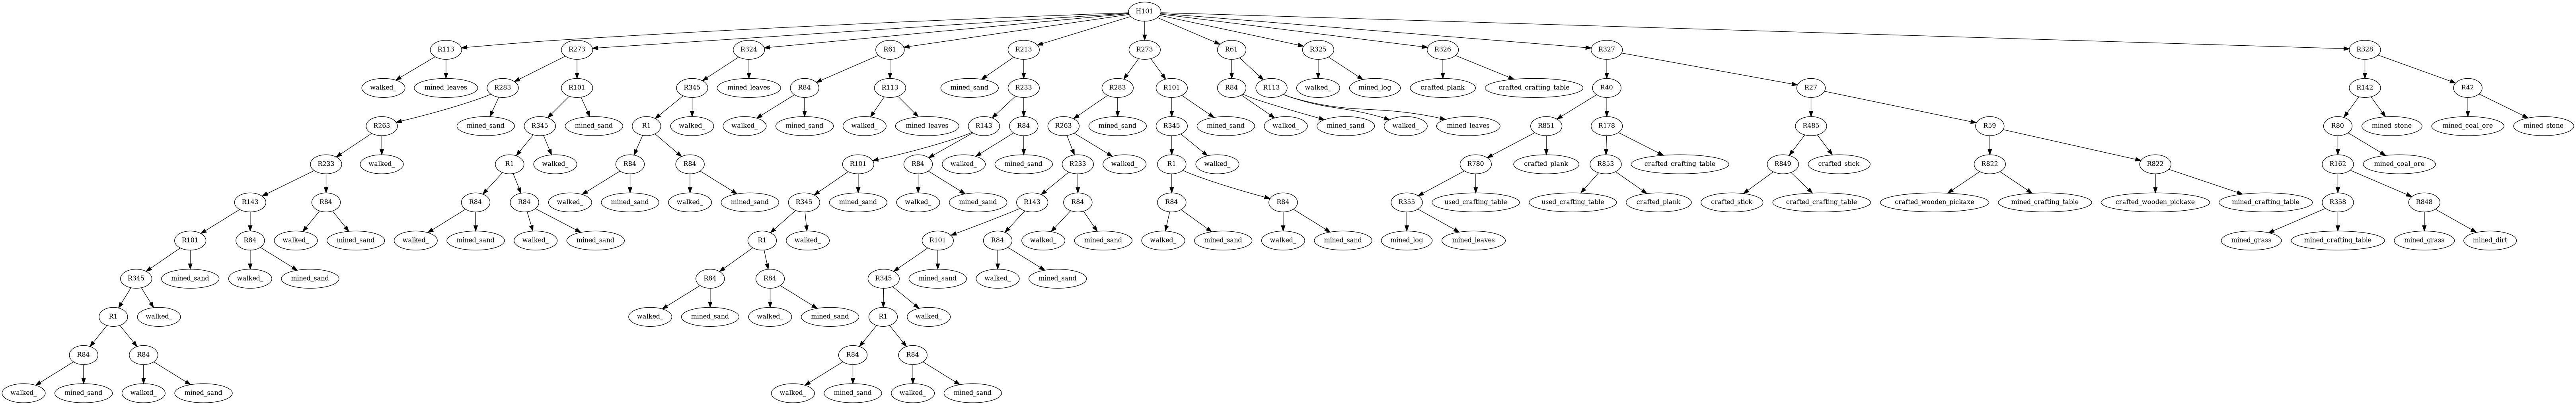 H101
R113 R273 R324 R61 R213 R273 R61 R325 R326 R327 R328
walked_ mined_leaves R283 R101 R345 mined_leaves R84 R113 mined_sand R233 R283 R101 R84 R113 walked_ mined_log crafted_plank crafted_crafting_table R40 R27 R142 R42
R263 mined_sand R345 mined_sand R1 walked_ walked_ mined_sand walked_ mined_leaves R143 R84 R263 mined_sand R345 mined_sand walked_ mined_sand walked_ mined_leaves R851 R178 R485 R59 R80 mined_stone mined_coal_ore mined_stone
R233 walked_ R1 walked_ R84 R84 R101 R84 walked_ mined_sand R233 walked_ R1 walked_ R780 crafted_plank R853 crafted_crafting_table R849 crafted_stick R822 R822 R162 mined_coal_ore
R143 R84 R84 R84 walked_ mined_sand walked_ mined_sand R345 mined_sand walked_ mined_sand R143 R84 R84 R84 R355 used_crafting_table used_crafting_table crafted_plank crafted_stick crafted_crafting_table crafted_wooden_pickaxe mined_crafting_table crafted_wooden_pickaxe mined_crafting_table R358 R848
R101 R84 walked_ mined_sand walked_ mined_sand walked_ mined_sand R1 walked_ R101 R84 walked_ mined_sand walked_ mined_sand walked_ mined_sand mined_log mined_leaves mined_grass mined_crafting_table mined_grass mined_dirt
R345 mined_sand walked_ mined_sand R84 R84 R345 mined_sand walked_ mined_sand
R1 walked_ walked_ mined_sand walked_ mined_sand R1 walked_
R84 R84 R84 R84
walked_ mined_sand walked_ mined_sand walked_ mined_sand walked_ mined_sand